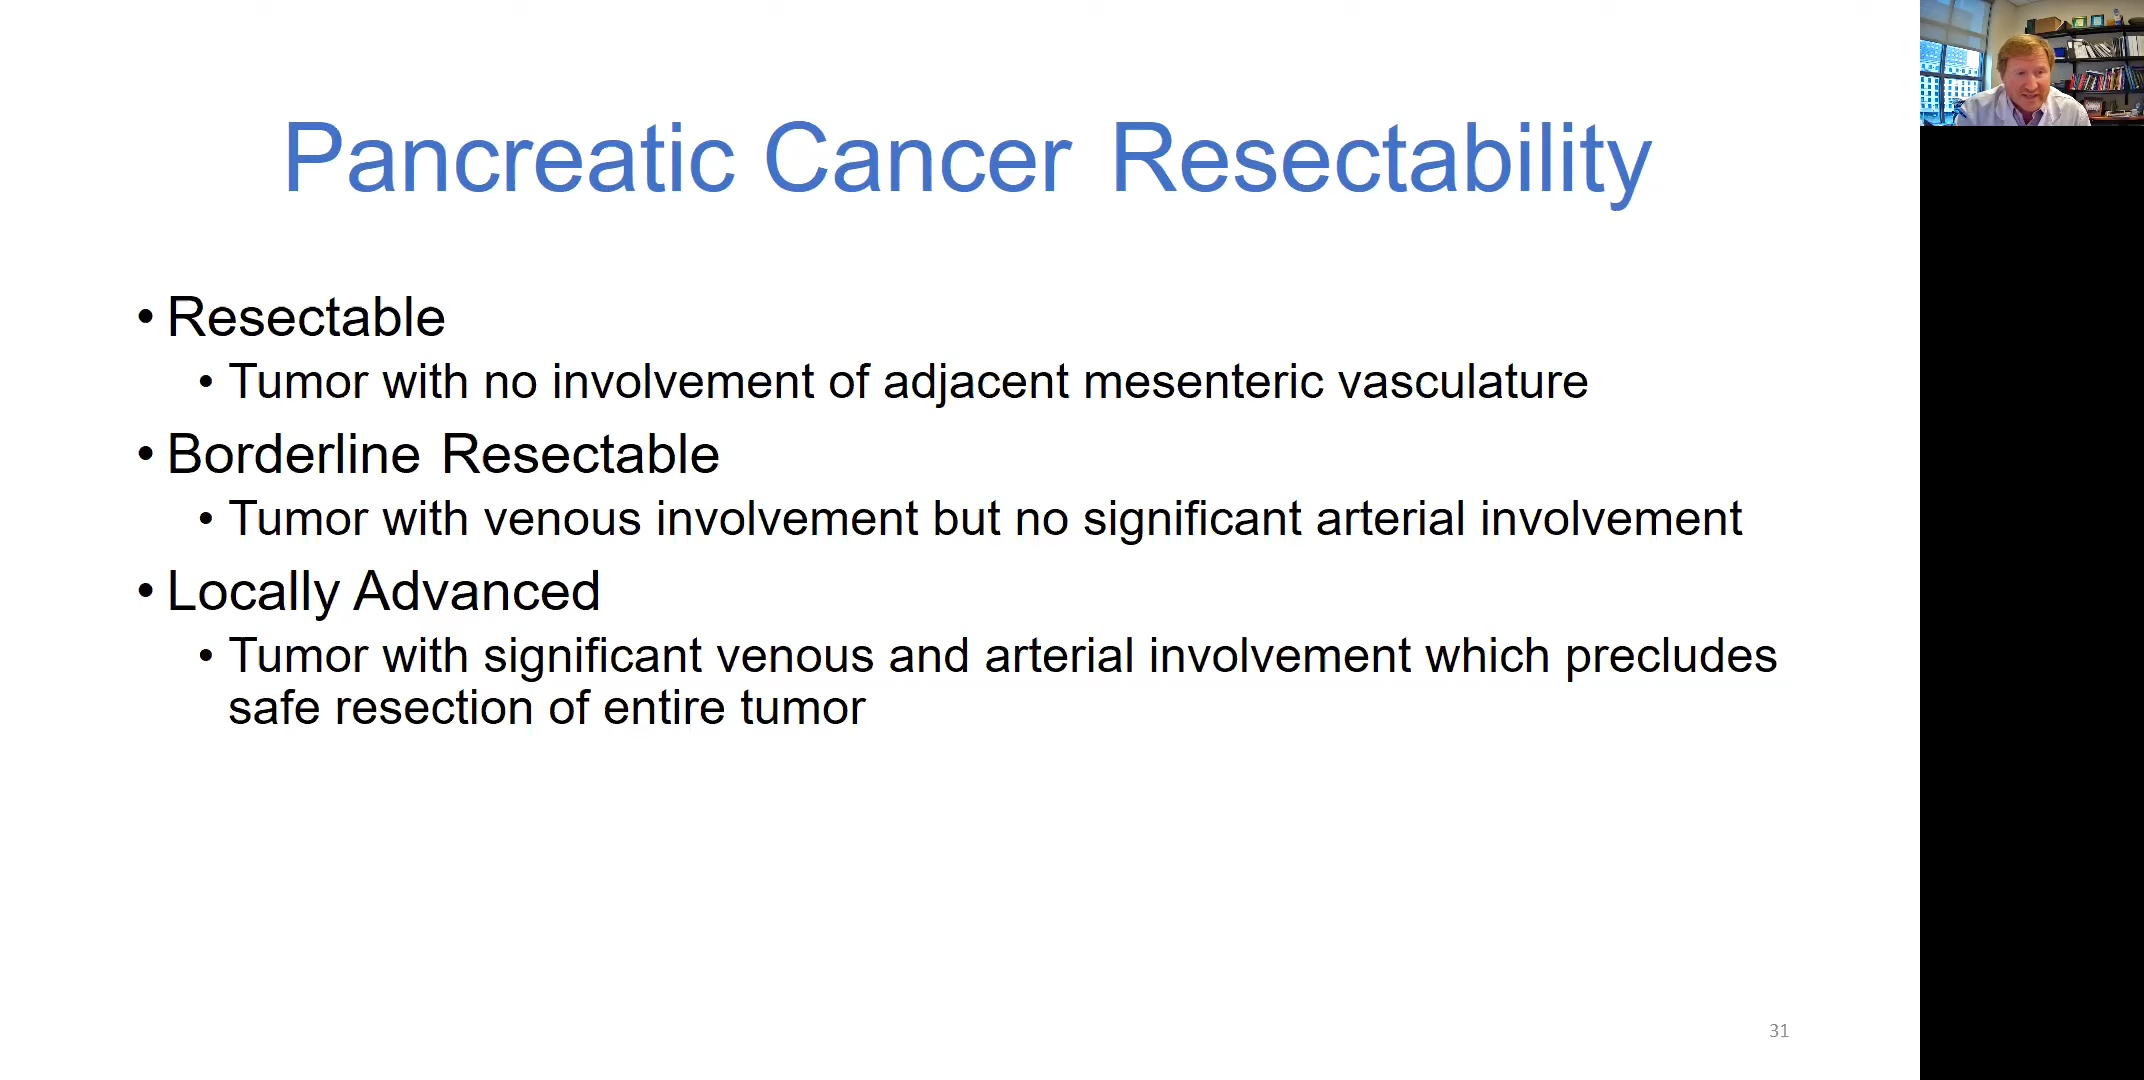 Pancreatic Cancer Resectability
• Resectable
• Tumor with no involvement of adjacent mesenteric vasculature
• Borderline Resectable
• Tumor with venous involvement but no significant arterial involvement
• Locally Advanced
• Tumor with significant venous and arterial involvement which precludes
safe resection of entire tumor
31